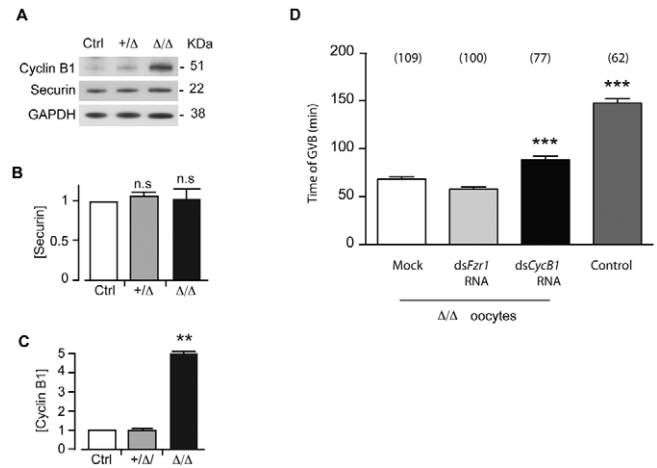 A
Ctrl +/Δ Δ/Δ KDa
Cyclin B1 - 51
Securin - 22
GAPDH - 38
B
n.s n.s
[Securin]
1
0.5
0
Ctrl +/Δ Δ/Δ
C
**
[Cyclin B1]
5
4
3
2
1
0
Ctrl +/Δ/ Δ/Δ
D
200
150
100
50
0
Time of GVB (min)
(109) (100) (77) (62)
***
***
Mock dsFzr1 dsCycB1 Control
RNA RNA
Δ/Δ oocytes